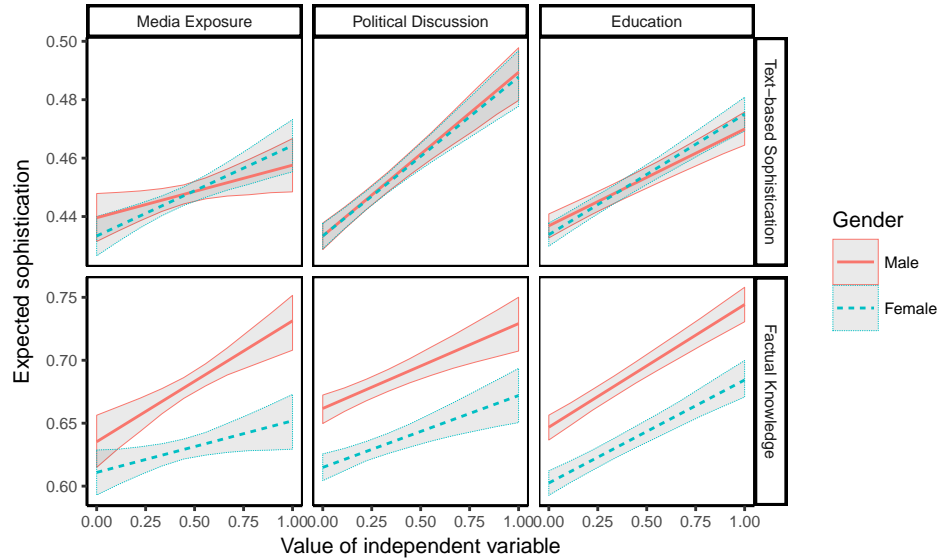 Media Exposure
Political Discussion
Education
Expected sophistication
0.50
0.48
0.46
0.44
Text−based Sophistication
0.75
0.70
0.65
0.60
Factual Knowledge
0.00 0.25 0.50 0.75 1.00
0.00 0.25 0.50 0.75 1.00
0.00 0.25 0.50 0.75 1.00
Value of independent variable
Gender
Male
Female